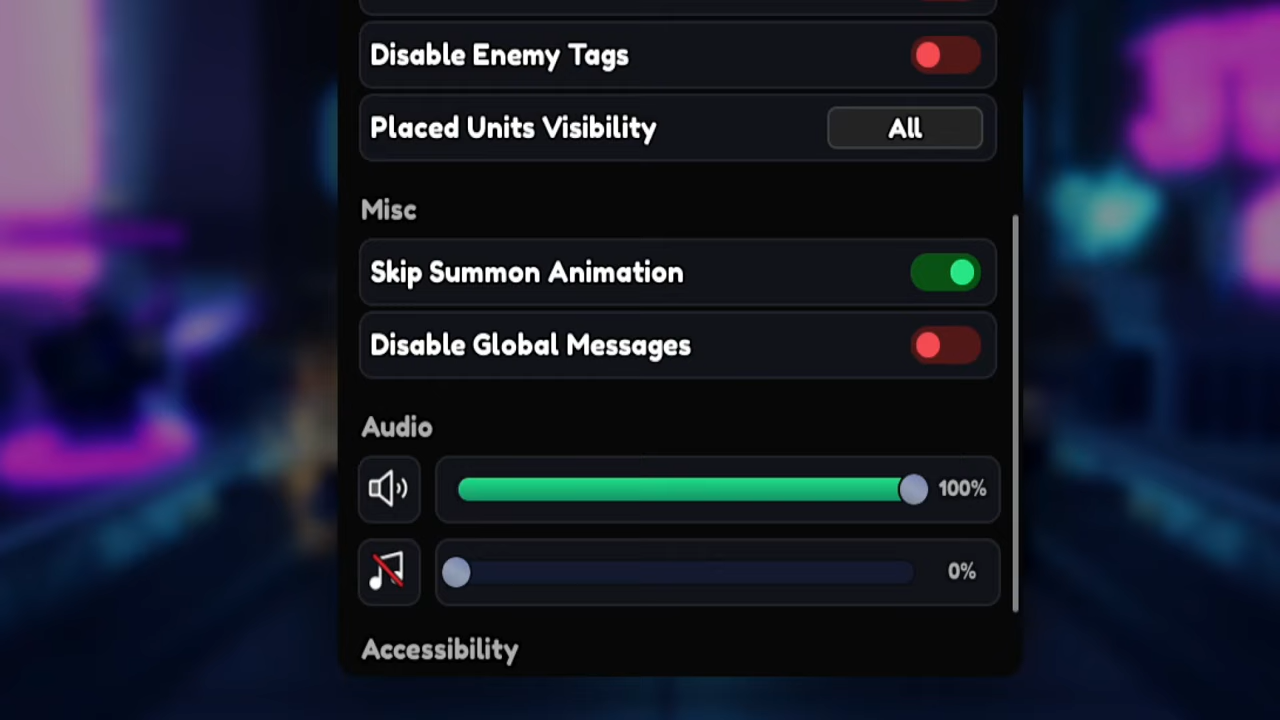 Disable Enemy Tags
Placed Units Visibility
All
Misc
Skip Summon Animation
Disable Global Messages
Audio
100%
0%
Accessibility